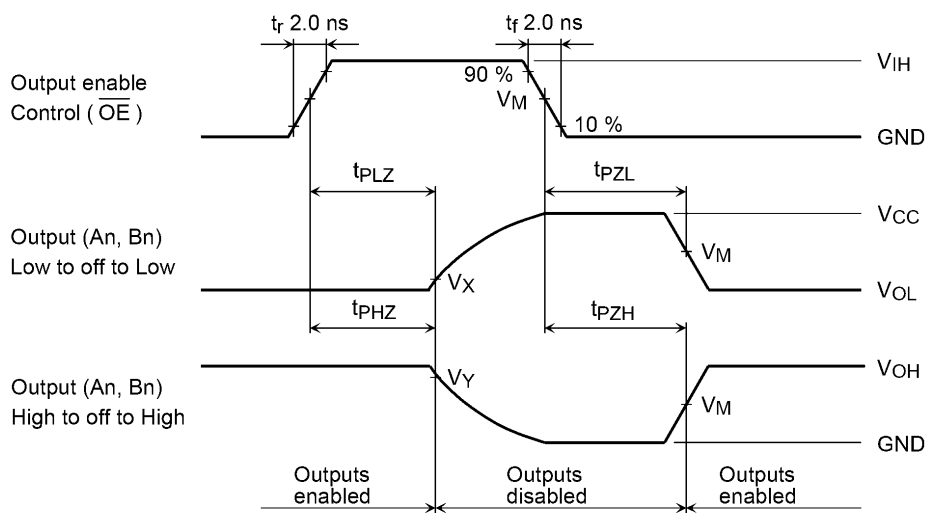 tr 2.0 ns
tf 2.0 ns
Output enable
Control ( OE )
90 %
VM
10 %
VIH
GND
tPLZ
tPZL
Output (An, Bn)
Low to off to Low
VX
VCC
VM
VOL
tPHZ
tPZH
Output (An, Bn)
High to off to High
VY
VOH
VM
GND
Outputs
enabled
Outputs
disabled
Outputs
enabled